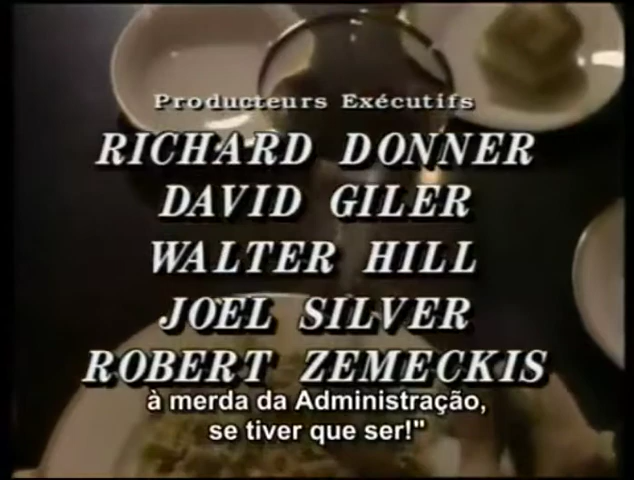 Producteurs Exécutifs
RICHARD DONNER
DAVID GILER
WALTER HILL
JOEL SILVER
ROBERT ZEMECKIS
à merda da Administração,
se tiver que ser!"